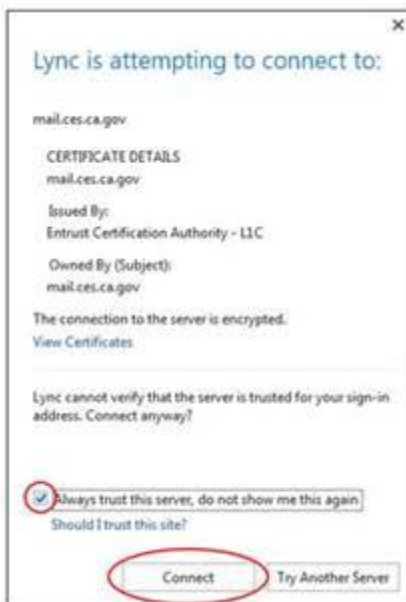 Lync is attempting to connect to:
mail.ces.ca.gov
CERTIFICATE DETAILS
mail.ces.ca.gov
Issued By:
Entrust Certification Authority - L1C
Owned By (Subject):
mail.ces.ca.gov
The connection to the server is encrypted.
View Certificates
Lync cannot verify that the server is trusted for your sign-in
address. Connect anyway?
Always trust this server, do not show me this again
Should I trust this site?
Connect
Try Another Server